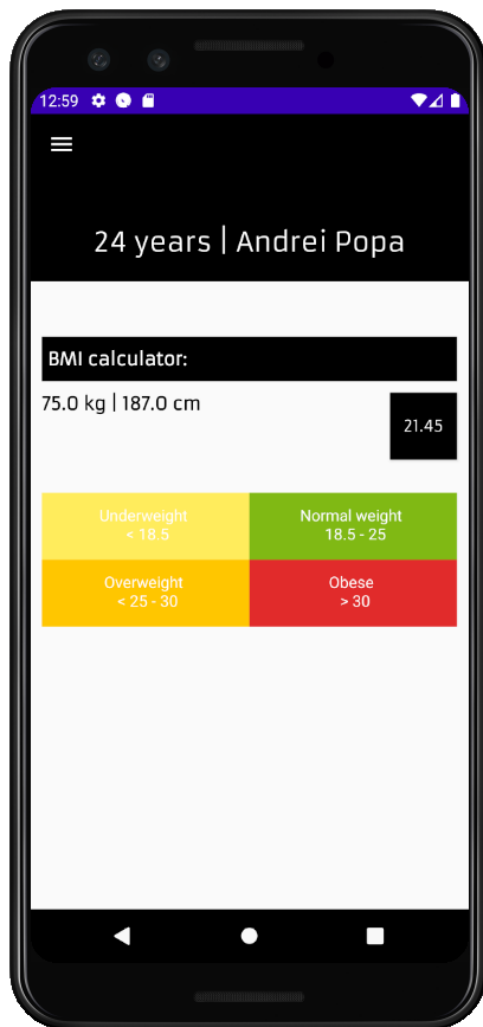 12:59
24 years | Andrei Popa
BMI calculator:
75.0 kg | 187.0 cm
21.45
Underweight
< 18.5
Normal weight
18.5 - 25
Overweight
< 25 - 30
Obese
> 30